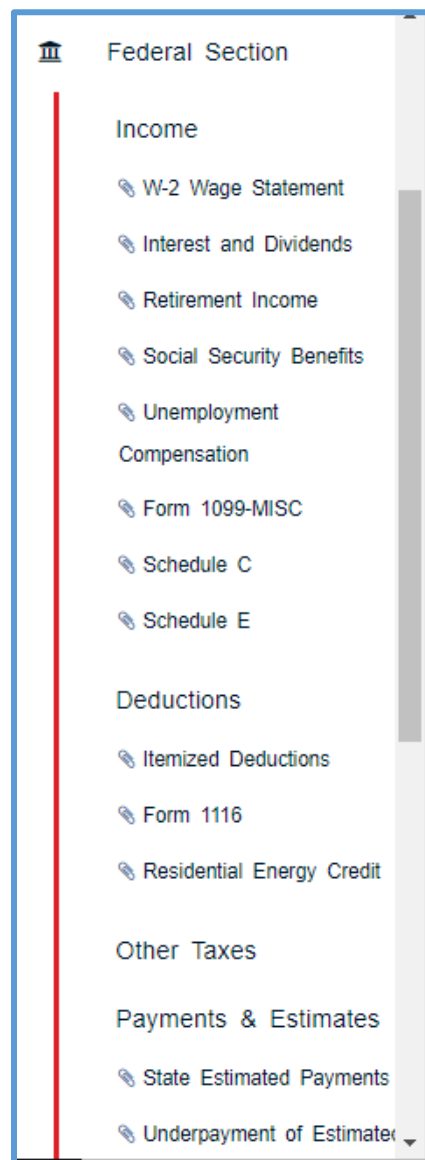 Federal Section
Income
W-2 Wage Statement
Interest and Dividends
Retirement Income
Social Security Benefits
Unemployment
Compensation
Form 1099-MISC
Schedule C
Schedule E
Deductions
Itemized Deductions
Form 1116
Residential Energy Credit
Other Taxes
Payments & Estimates
State Estimated Payments
Underpayment of Estimated